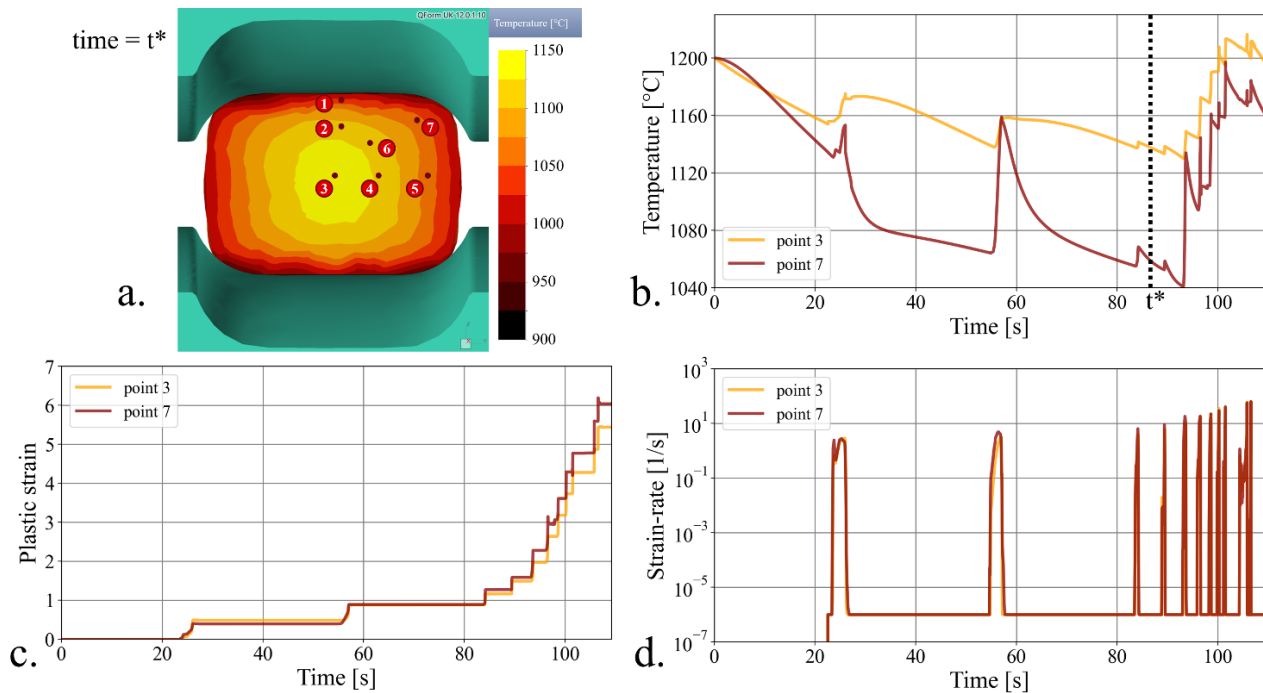 time = t*
QForm UK 12.0.1.10
Temperature [°C]
1150
1100
1050
1000
950
900
1
2
3
4
5
6
7
a.
Temperature [°C]
1200
1160
1120
1080
1040
point 3
point 7
0
20
40
60
80
t*
100
Time [s]
b.
Plastic strain
7
6
5
4
3
2
1
0
point 3
point 7
0
20
40
60
80
100
Time [s]
c.
Strain-rate [1/s]
10³
10¹
10⁻¹
10⁻³
10⁻⁵
10⁻⁷
point 3
point 7
0
20
40
60
80
100
Time [s]
d.